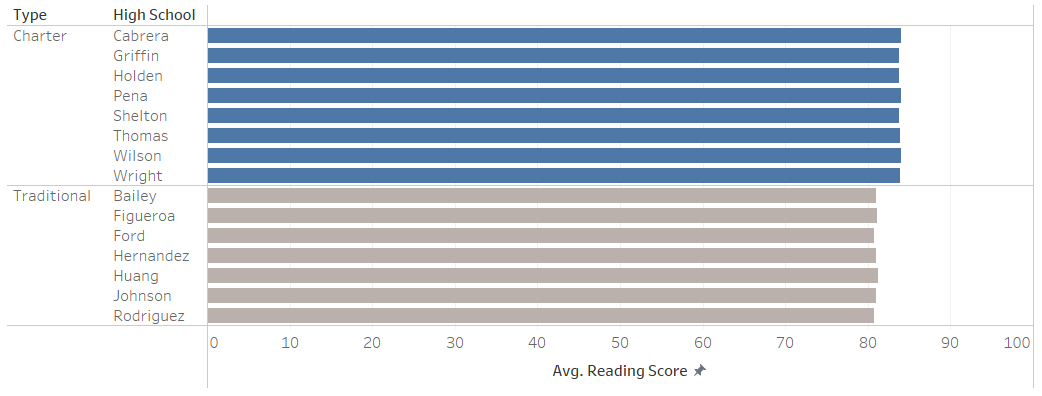 Type High School
Charter Cabrera
Griffin
Holden
Pena
Shelton
Thomas
Wilson
Wright
Traditional Bailey
Figueroa
Ford
Hernandez
Huang
Johnson
Rodriguez
0 10 20 30 40 50 60 70 80 90 100
Avg. Reading Score